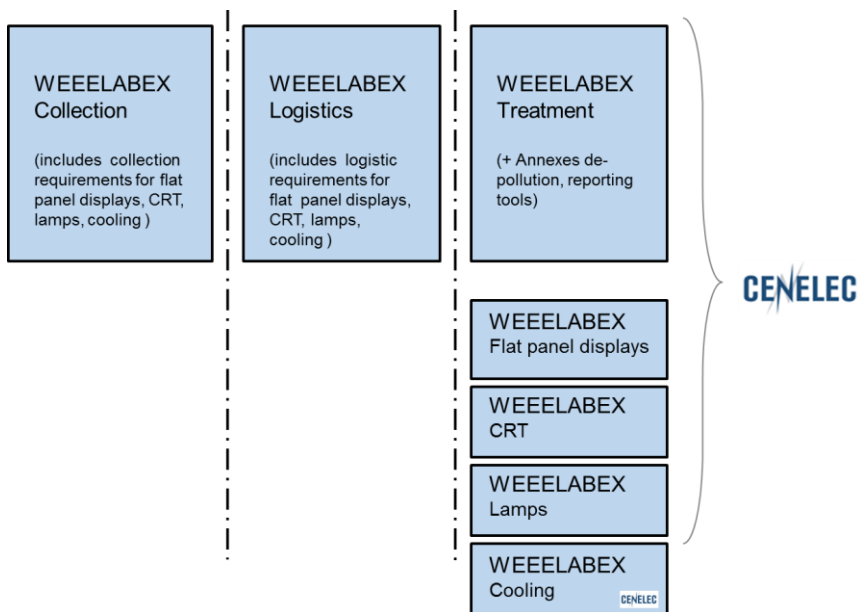 WEEELABEX
Collection
(includes collection
requirements for flat
panel displays, CRT,
lamps, cooling )
WEEELABEX
Logistics
(includes logistic
requirements for
flat panel displays,
CRT, lamps,
cooling )
WEEELABEX
Treatment
(+ Annexes de-
pollution, reporting
tools)
WEEELABEX
Flat panel displays
WEEELABEX
CRT
WEEELABEX
Lamps
WEEELABEX
Cooling
CENELEC
CENELEC